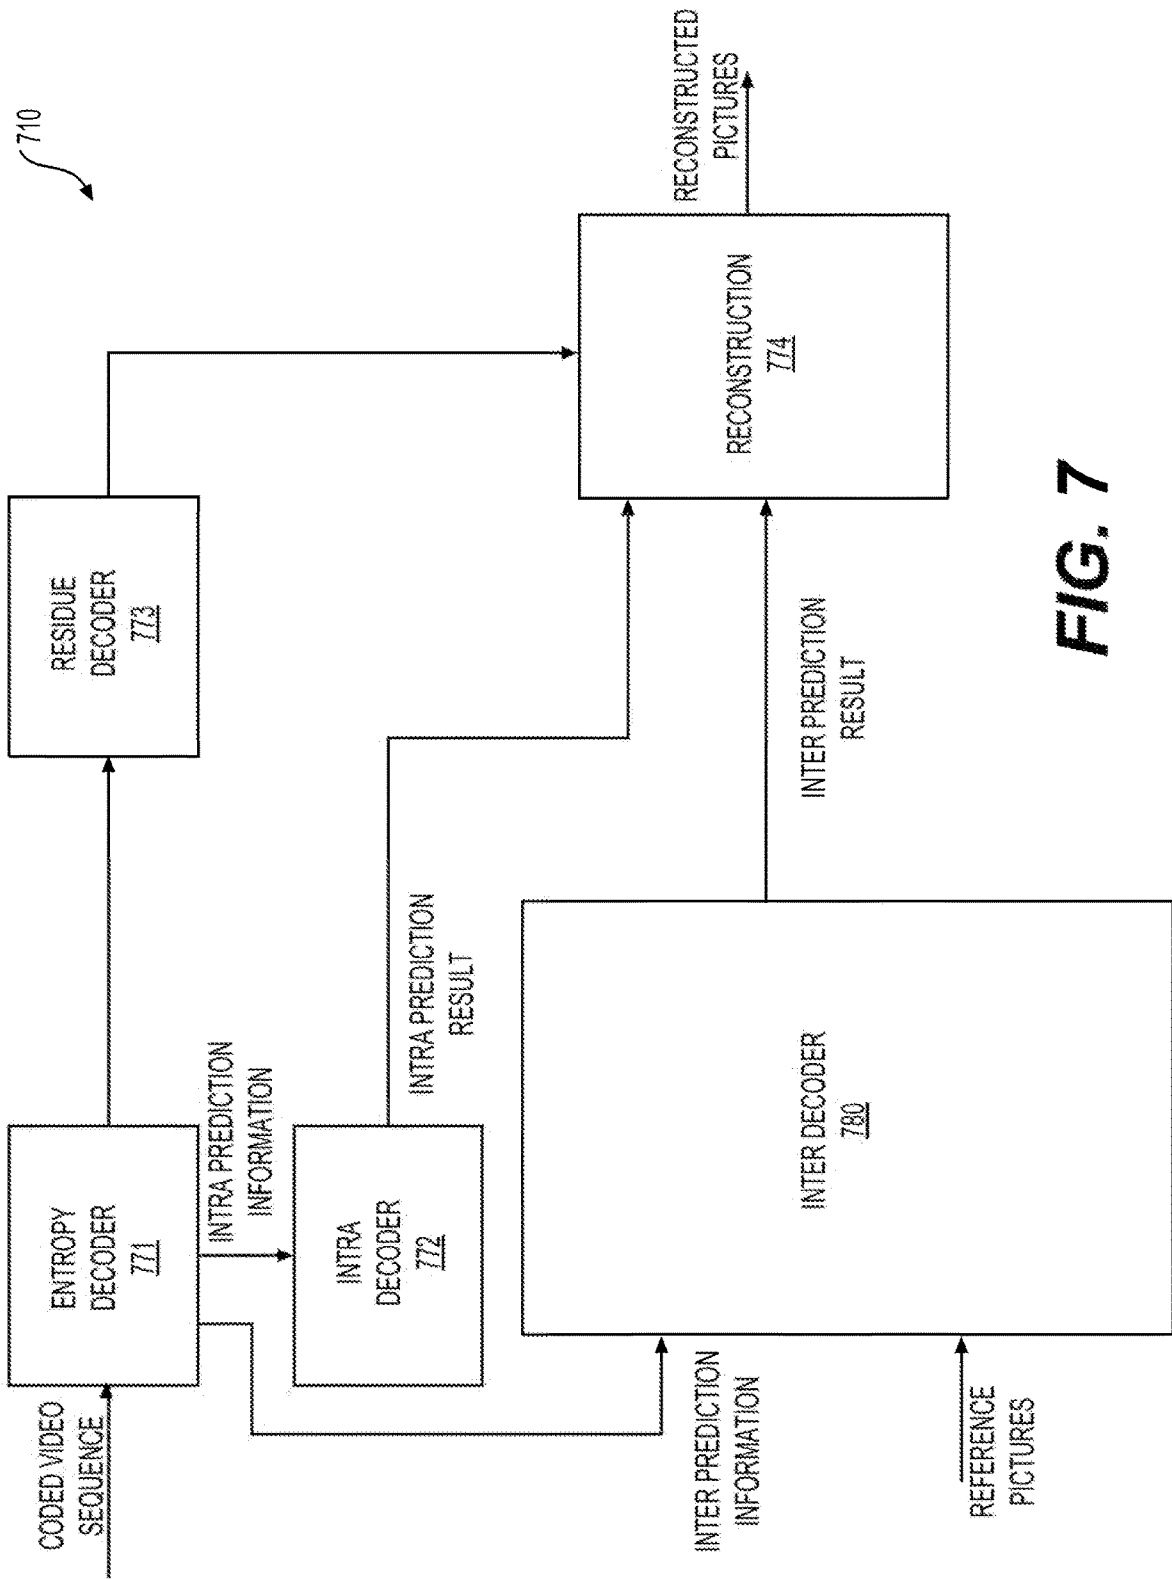 710
CODED VIDEO
SEQUENCE
ENTROPY
DECODER
771
RESIDUE
DECODER
773
INTRA PREDICTION
INFORMATION
INTRA
DECODER
772
INTRA PREDICTION
RESULT
INTER PREDICTION
INFORMATION
REFERENCE
PICTURES
INTER DECODER
780
INTER PREDICTION
RESULT
RECONSTRUCTION
774
RECONSTRUCTED
PICTURES
FIG. 7